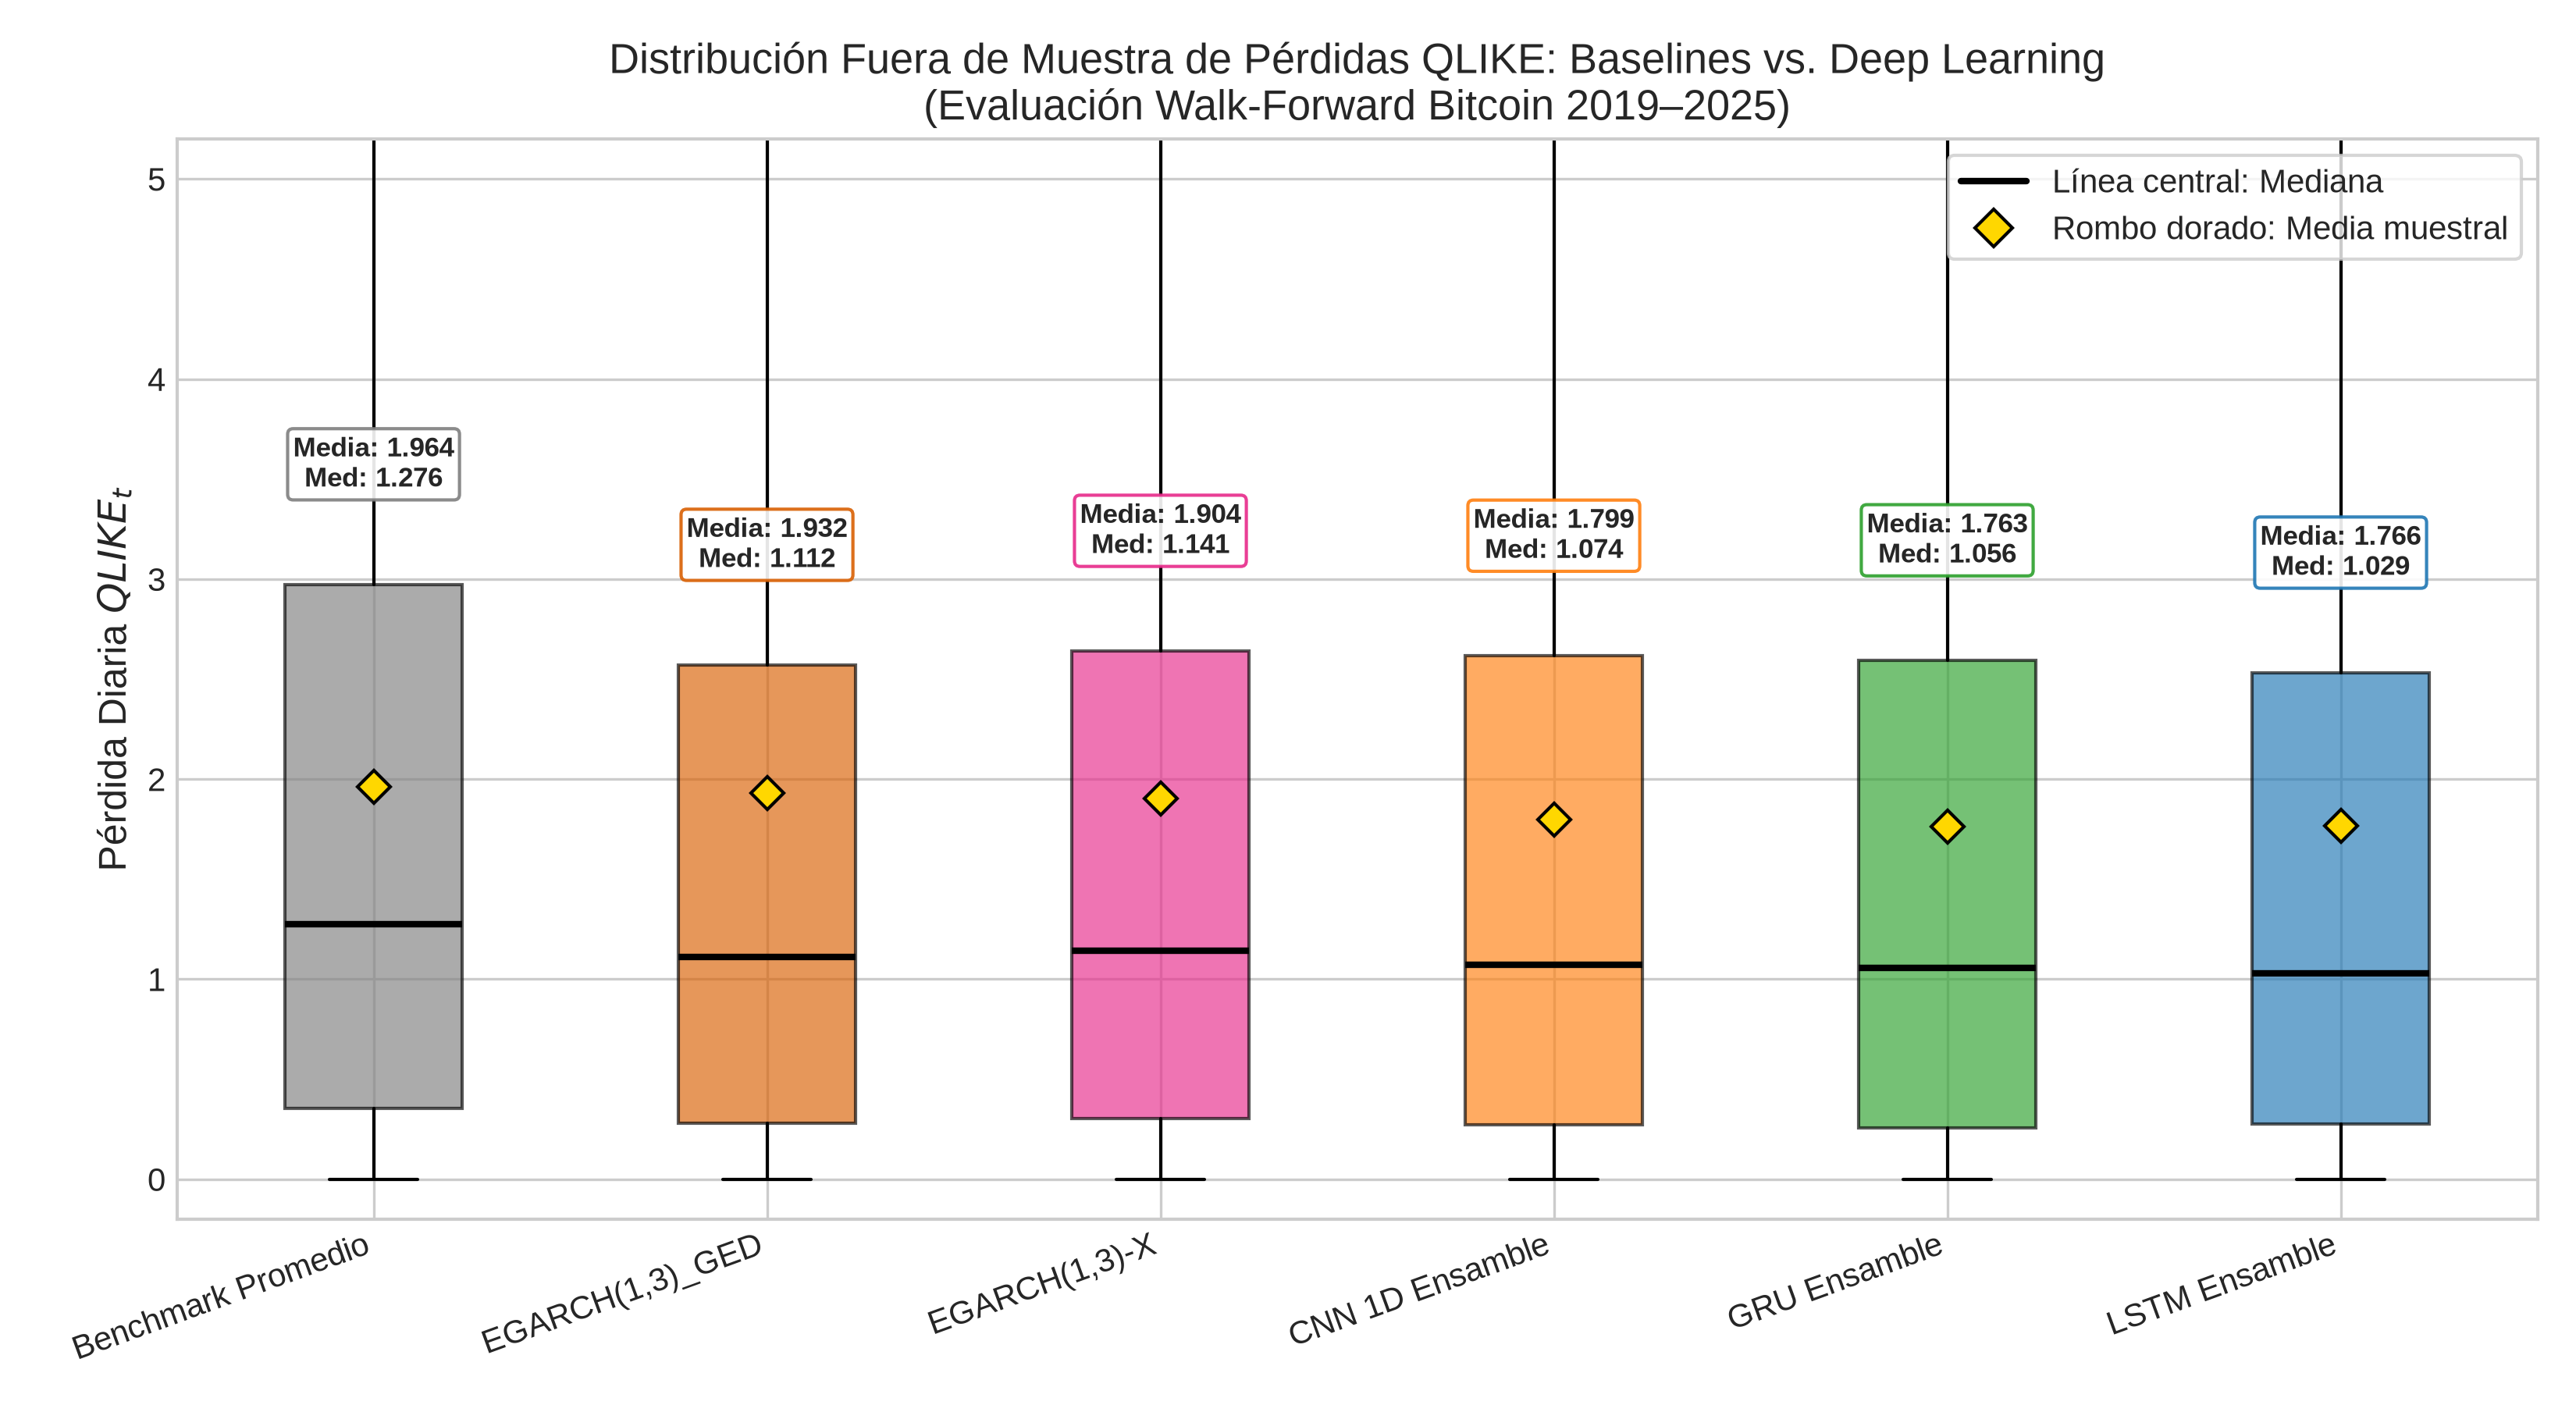 Distribución Fuera de Muestra de Pérdidas QLIKE: Baselines vs. Deep Learning
(Evaluación Walk-Forward Bitcoin 2019–2025)
Línea central: Mediana
Rombo dorado: Media muestral
Pérdida Diaria QLIKE_t
5
4
3
2
1
0
Media: 1.964
Med: 1.276
Media: 1.932
Med: 1.112
Media: 1.904
Med: 1.141
Media: 1.799
Med: 1.074
Media: 1.763
Med: 1.056
Media: 1.766
Med: 1.029
Benchmark Promedio
EGARCH(1,3)_GED
EGARCH(1,3)-X
CNN 1D Ensamble
GRU Ensamble
LSTM Ensamble